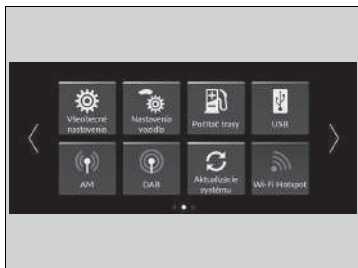 Všeobecné
nastavenia
Nastavenia
vozidla
Počítač trasy
USB
AM
DAB
Aktualizácie
systému
Wi-Fi Hotspot